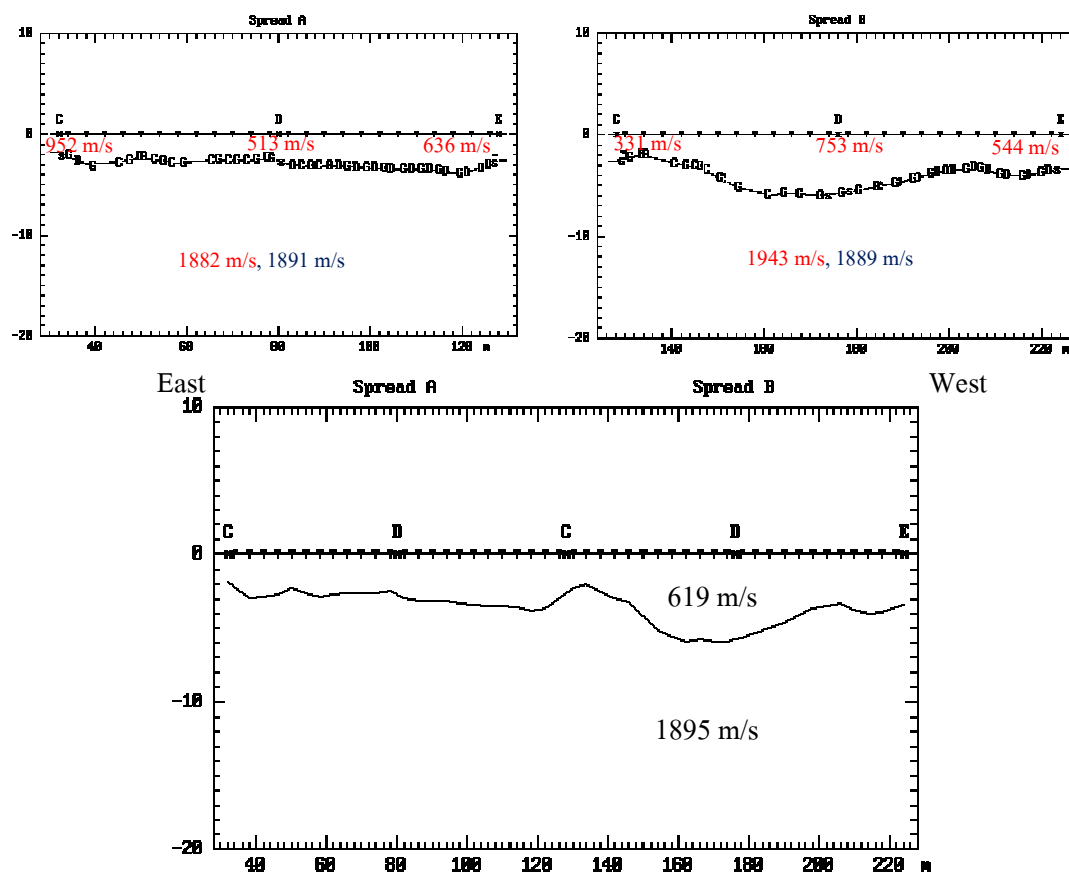 Spread A
10
C D E
0
952 m/s 513 m/s 636 m/s
-10
1882 m/s, 1891 m/s
-20
40 60 80 100 120 m
Spread B
10
C D E
0
331 m/s 753 m/s 544 m/s
-10
1943 m/s, 1889 m/s
-20
140 160 180 200 220 m
East West
Spread A Spread B
10
C D C D E
0
619 m/s
-10
1895 m/s
-20
40 60 80 100 120 140 160 180 200 220 m